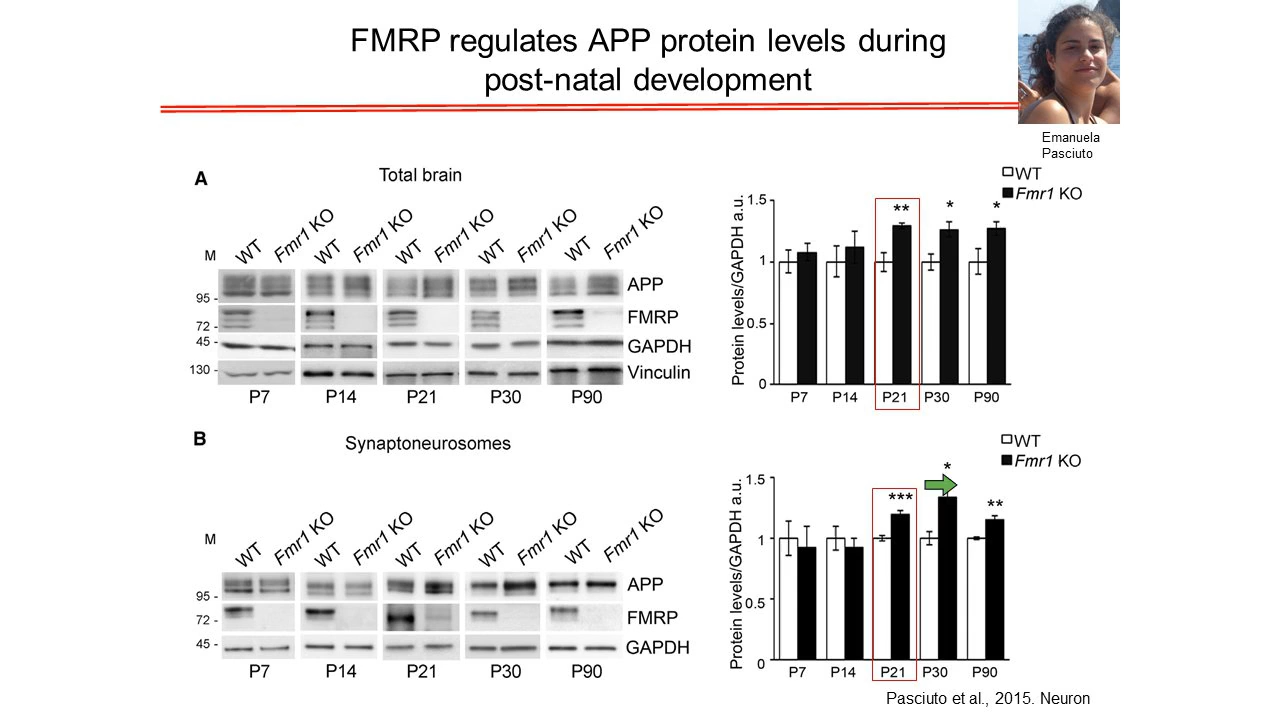 FMRP regulates APP protein levels during
post-natal development
Emanuela
Pasciuto
A
Total brain
M
WT
Fmr1 KO
WT
Fmr1 KO
WT
Fmr1 KO
WT
Fmr1 KO
WT
Fmr1 KO
95 -
72 -
45 -
130 -
APP
FMRP
GAPDH
Vinculin
P7 P14 P21 P30 P90
WT
Fmr1 KO
Protein levels/GAPDH a.u.
1.5
1
0.5
0
** * *
P7 P14 P21 P30 P90
B
Synaptoneurosomes
M
WT
Fmr1 KO
WT
Fmr1 KO
WT
Fmr1 KO
WT
Fmr1 KO
WT
Fmr1 KO
95 -
72 -
45 -
APP
FMRP
GAPDH
P7 P14 P21 P30 P90
WT
Fmr1 KO
Protein levels/GAPDH a.u.
1.5
1
0.5
0
*** * **
P7 P14 P21 P30 P90
Pasciuto et al., 2015. Neuron